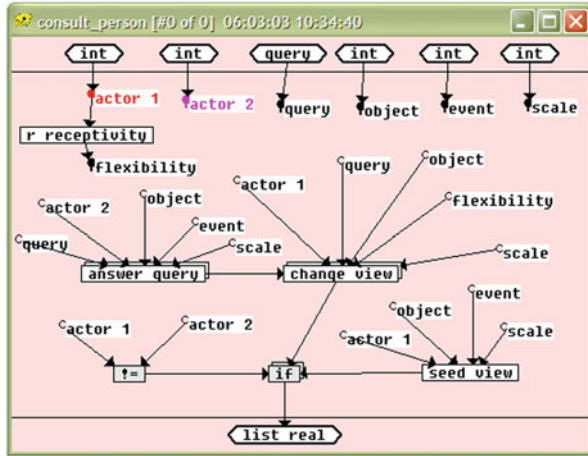 consult_person [#0 of 0] 06:03:03 10:34:40
int int query int int int
actor 1 actor 2 query object event scale
r receptivity
flexibility
query
object
actor 1
object
actor 2
flexibility
event
query
scale
scale
answer query
change view
event
object
actor 1
actor 2
scale
actor 1
!=
if
seed view
list real